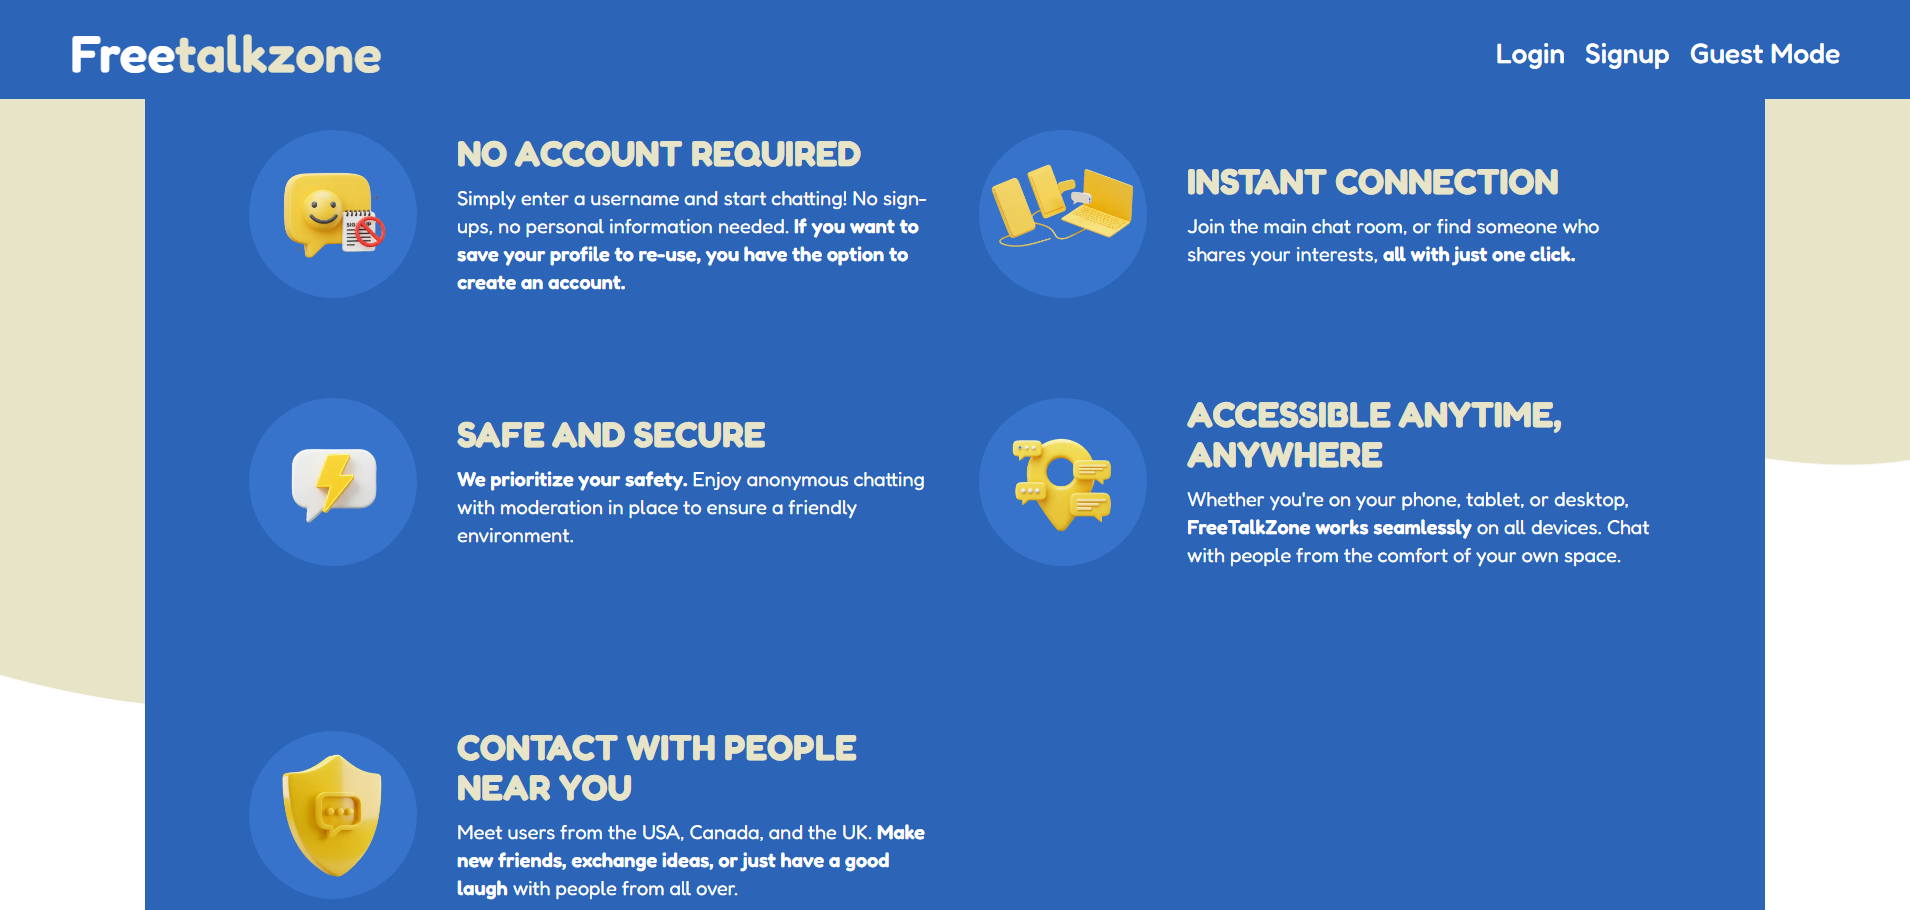 Freetalkzone
Login Signup Guest Mode
NO ACCOUNT REQUIRED
Simply enter a username and start chatting! No sign-
ups, no personal information needed. If you want to
save your profile to re-use, you have the option to
create an account.
INSTANT CONNECTION
Join the main chat room, or find someone who
shares your interests, all with just one click.
SAFE AND SECURE
We prioritize your safety. Enjoy anonymous chatting
with moderation in place to ensure a friendly
environment.
ACCESSIBLE ANYTIME,
ANYWHERE
Whether you're on your phone, tablet, or desktop,
FreeTalkZone works seamlessly on all devices. Chat
with people from the comfort of your own space.
CONTACT WITH PEOPLE
NEAR YOU
Meet users from the USA, Canada, and the UK. Make
new friends, exchange ideas, or just have a good
laugh with people from all over.